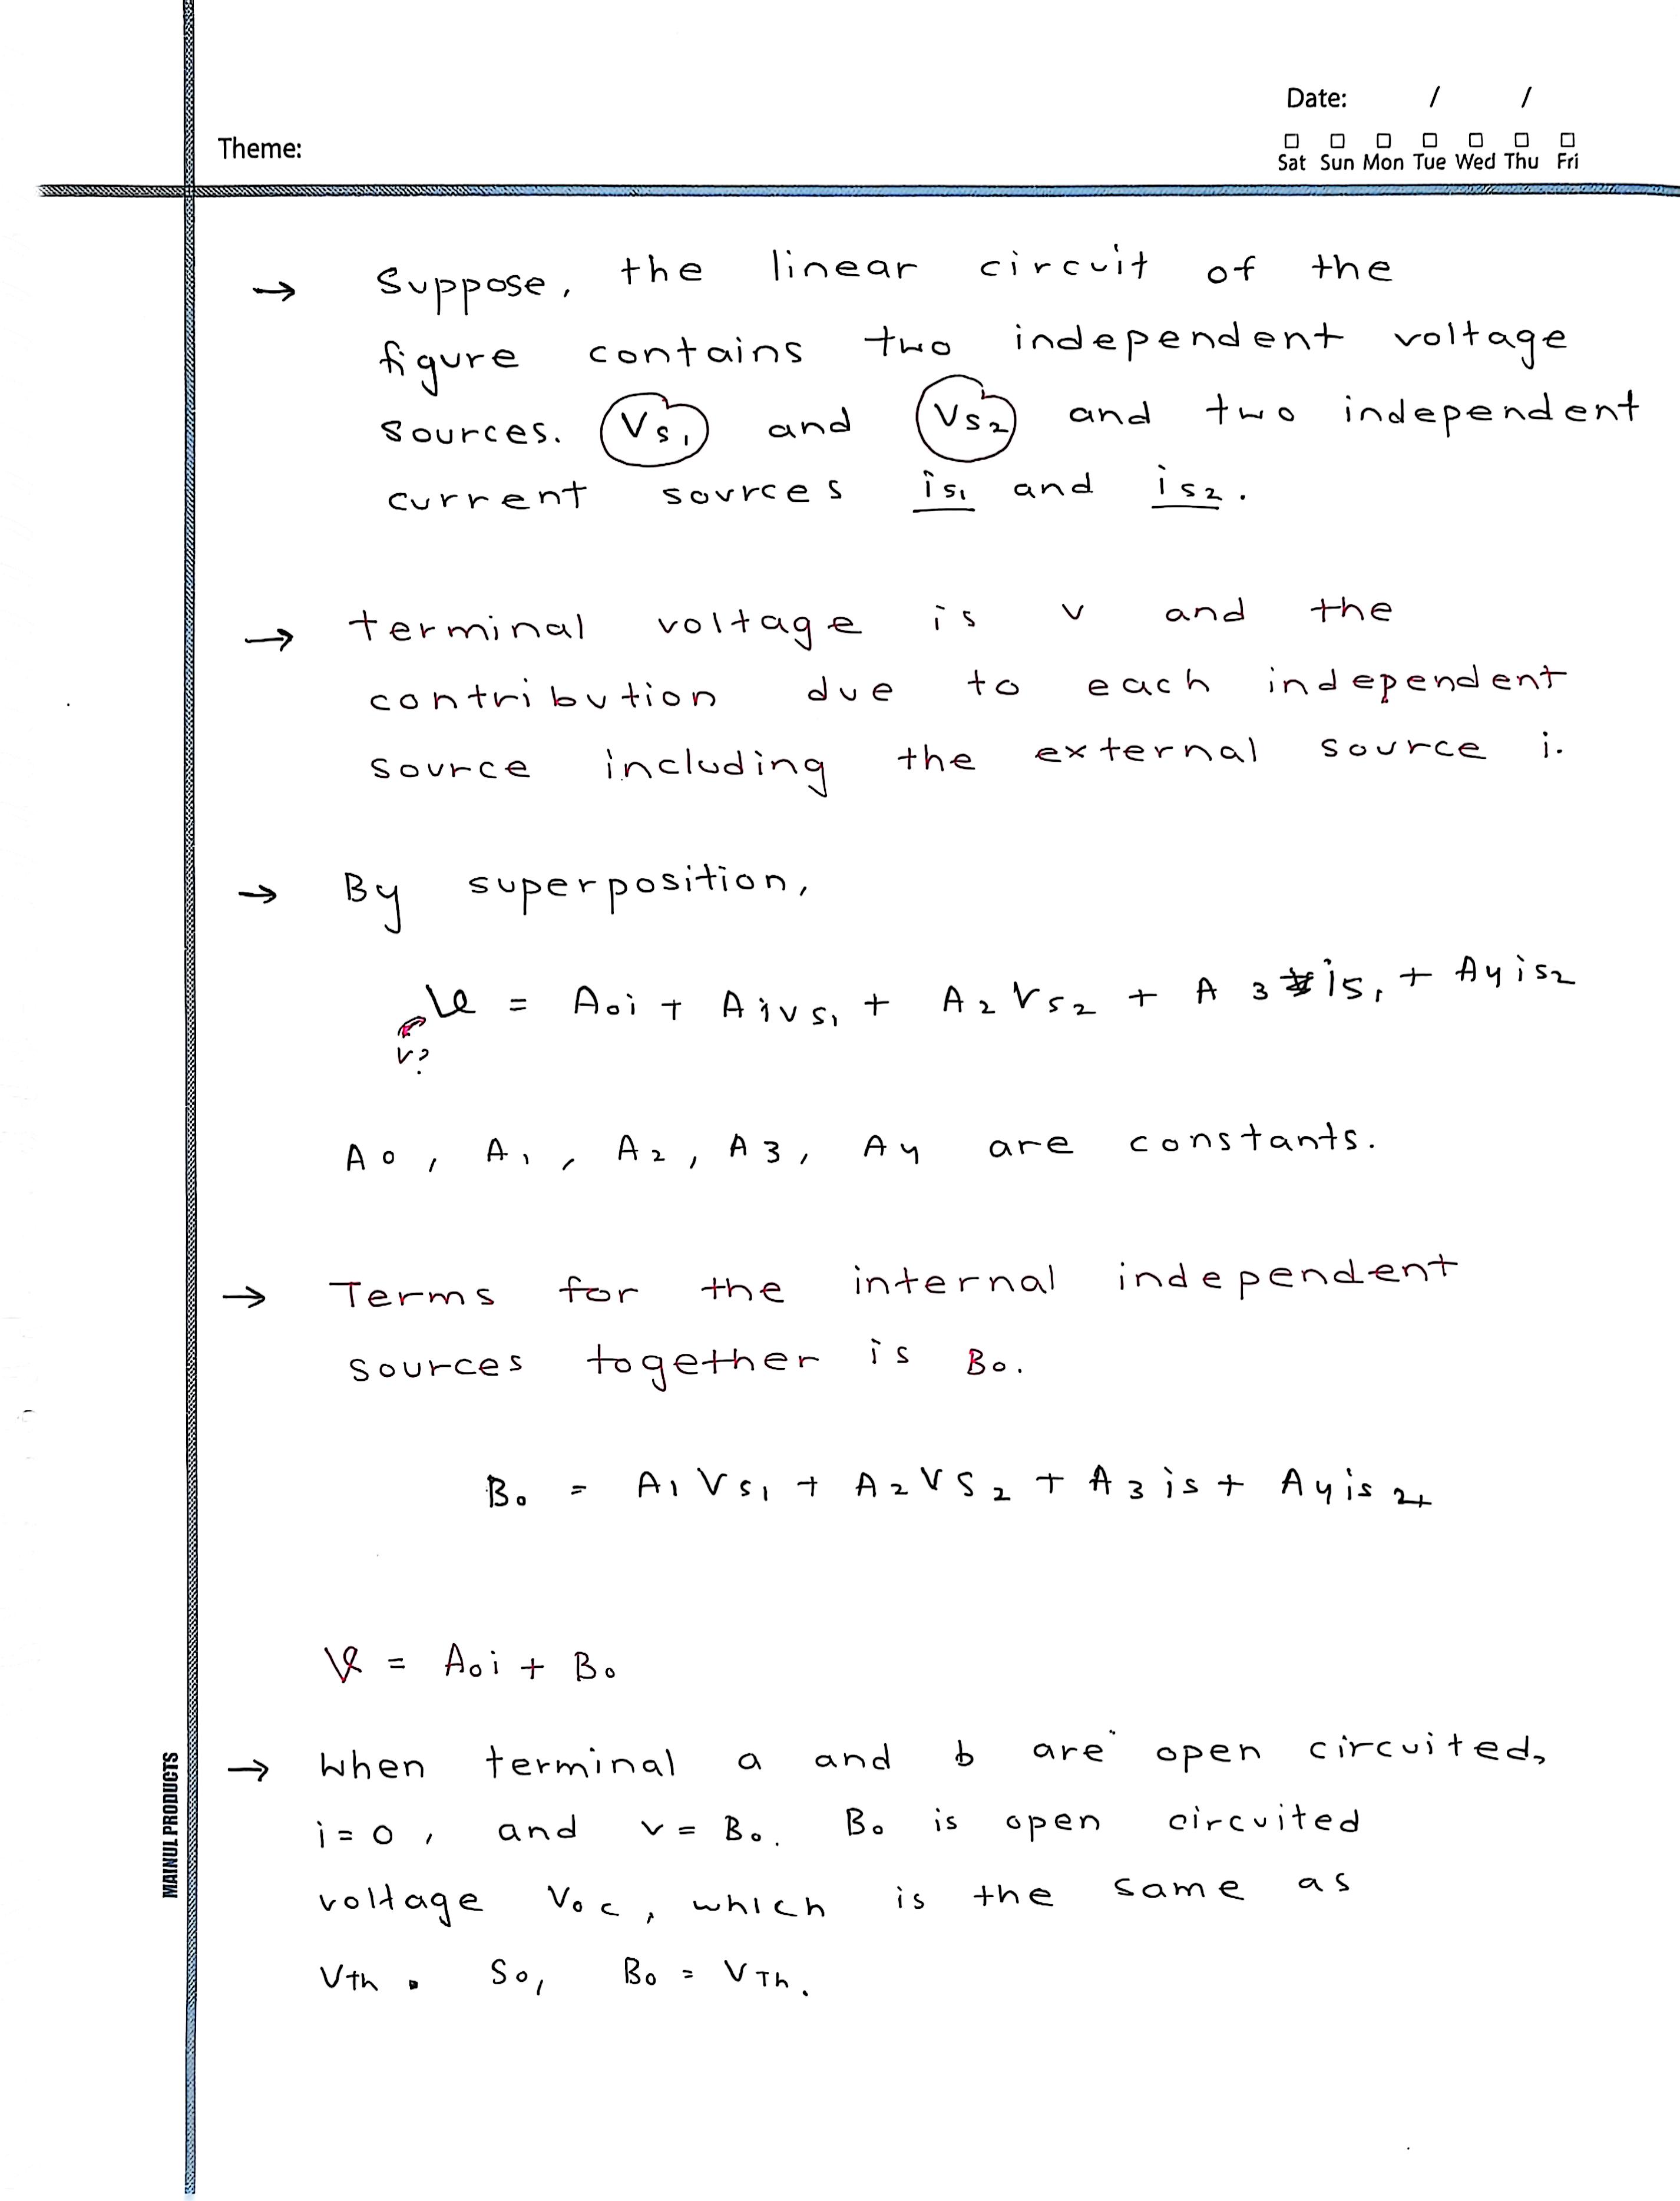 Date: / /
Theme:
Sat Sun Mon Tue Wed Thu Fri
→ Suppose, the linear circuit of the
figure contains two independent voltage
sources. Vs1 and Vs2 and two independent
current sources is1 and is2.
→ terminal voltage is v and the
contribution due to each independent
source including the external source i.
→ By superposition,
= A0i + A1vs1 + A2Vs2 + A3 is1 + A4is2
v?
A0, A1, A2, A3, A4 are constants.
→ Terms for the internal independent
sources together is B0.
B0 = A1Vs1 + A2VS2 + A3is + A4is2+
V = A0i + B0
→ When terminal a and b are open circuited,
i=0, and v = B0. B0 is open circuited
voltage Voc, which is the same as
Vth. So, B0 = VTh.
MAINUL PRODUCTS